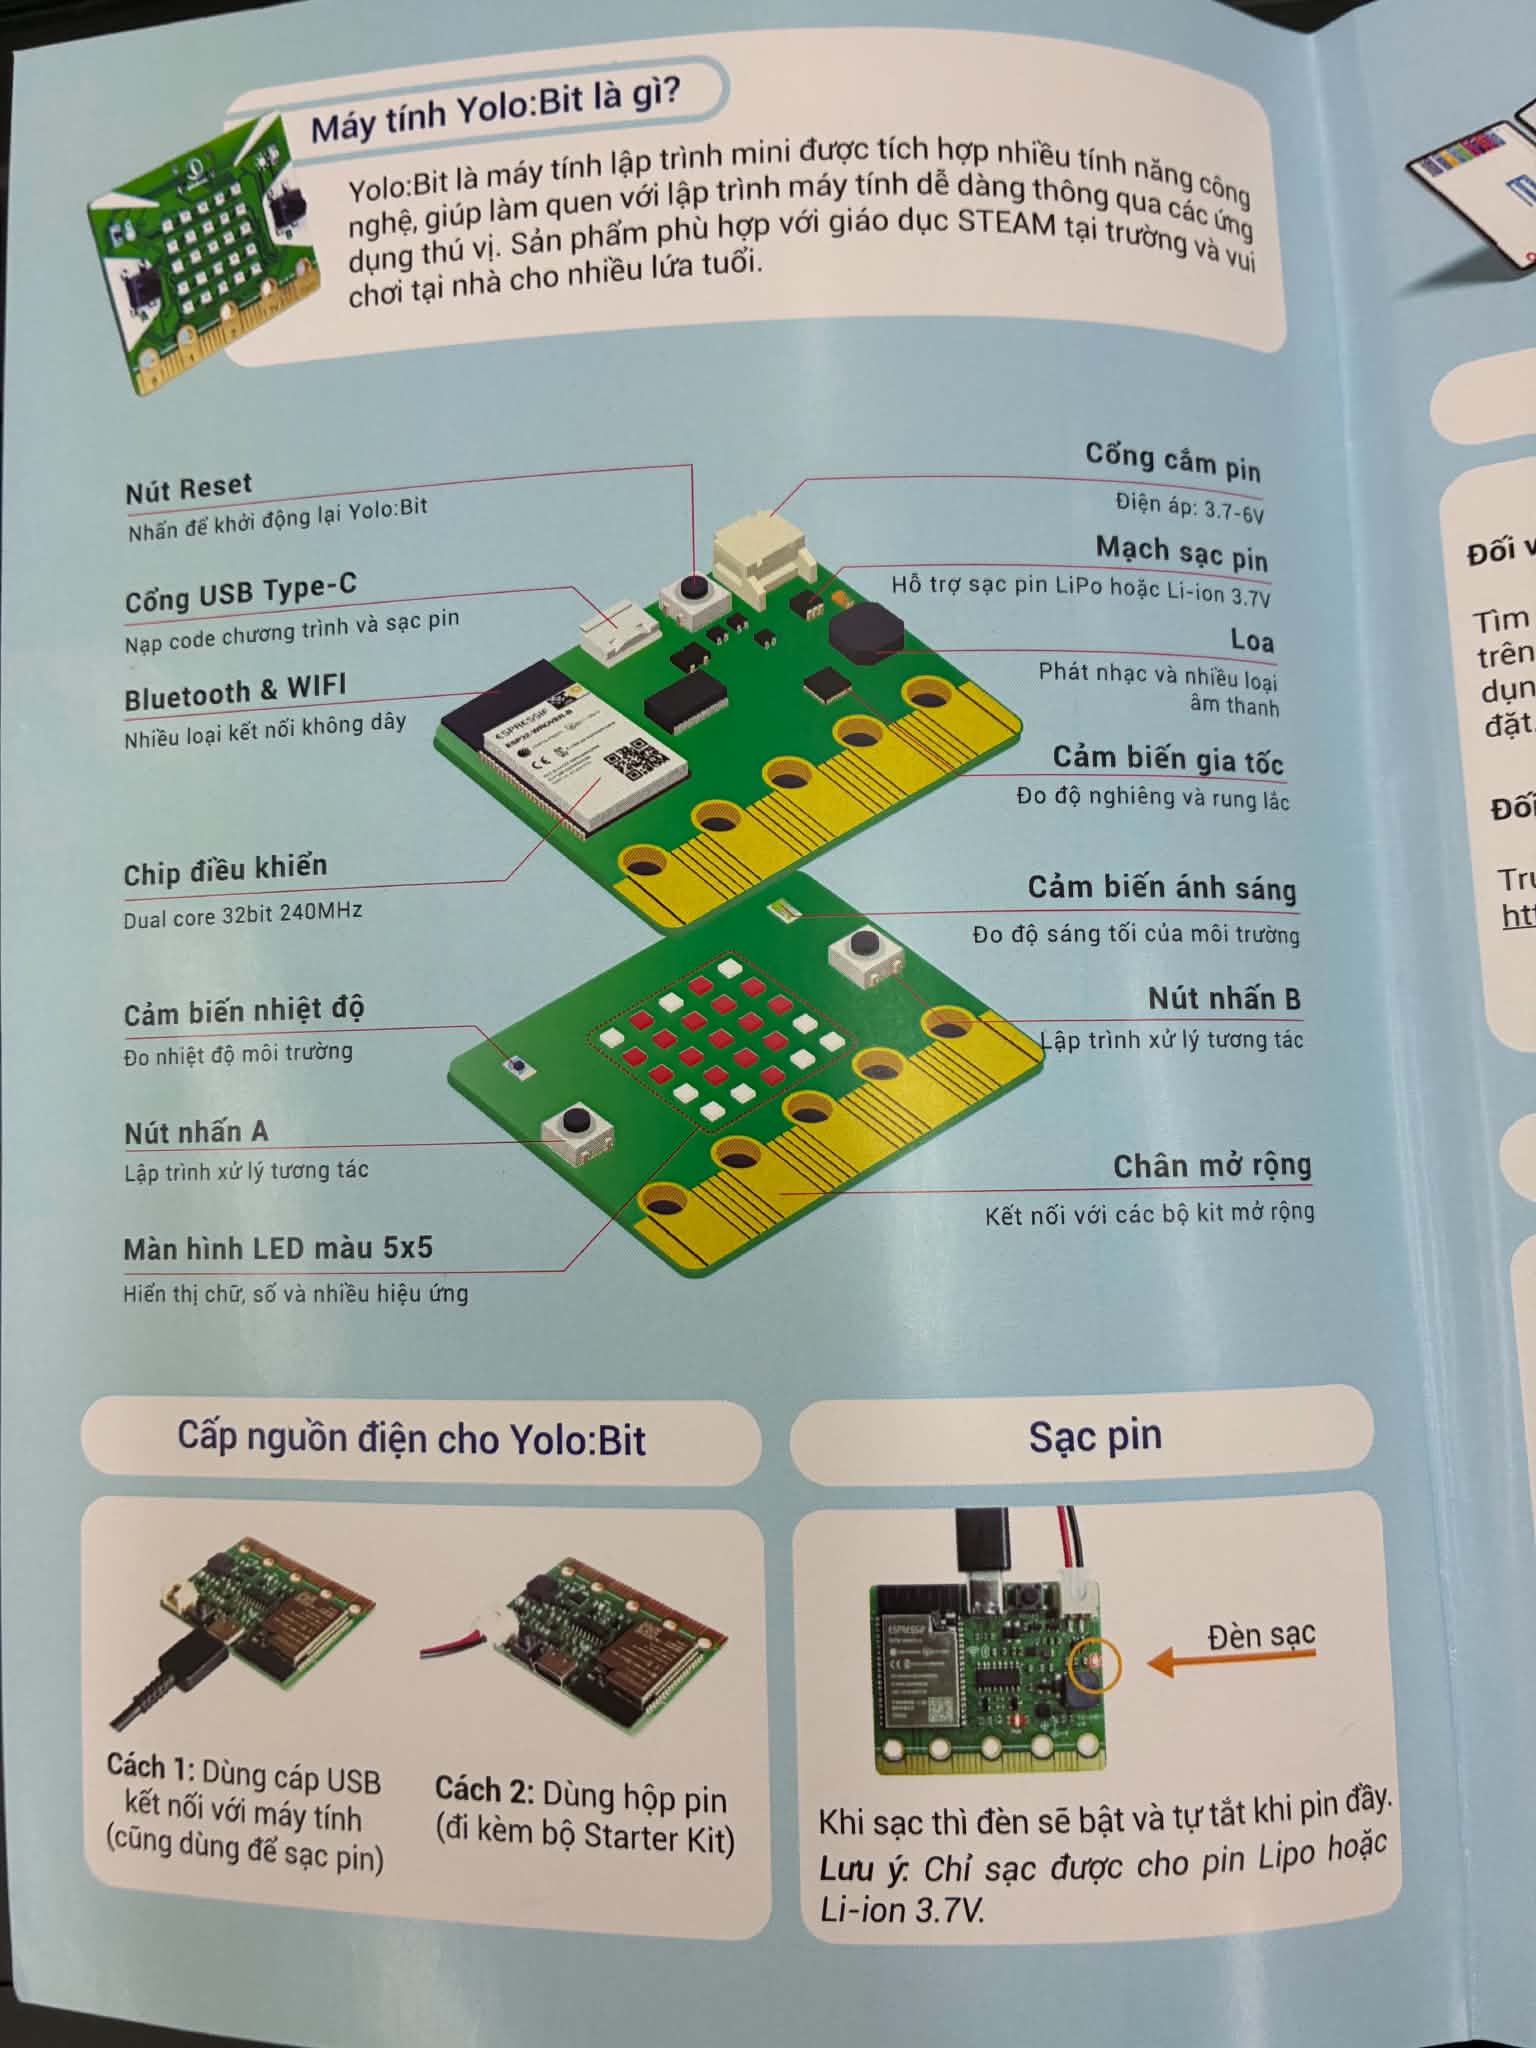 Máy tính Yolo:Bit là gì?
Yolo:Bit là máy tính lập trình mini được tích hợp nhiều tính năng công
nghệ, giúp làm quen với lập trình máy tính dễ dàng thông qua các ứng
dụng thú vị. Sản phẩm phù hợp với giáo dục STEAM tại trường và vui
chơi tại nhà cho nhiều lứa tuổi.
Nút Reset
Nhấn để khởi động lại Yolo:Bit
Cổng USB Type-C
Nạp code chương trình và sạc pin
Bluetooth & WIFI
Nhiều loại kết nối không dây
Chip điều khiển
Dual core 32bit 240MHz
Cảm biến nhiệt độ
Đo nhiệt độ môi trường
Nút nhấn A
Lập trình xử lý tương tác
Màn hình LED màu 5x5
Hiển thị chữ, số và nhiều hiệu ứng
Cổng cắm pin
Điện áp: 3.7-6V
Mạch sạc pin
Hỗ trợ sạc pin LiPo hoặc Li-ion 3.7V
Loa
Phát nhạc và nhiều loại
âm thanh
Cảm biến gia tốc
Đo độ nghiêng và rung lắc
Cảm biến ánh sáng
Đo độ sáng tối của môi trường
Nút nhấn B
Lập trình xử lý tương tác
Chân mở rộng
Kết nối với các bộ kit mở rộng
ESPRESSIF
ESP32-WROVER-B
CE
Cấp nguồn điện cho Yolo:Bit
Cách 1: Dùng cáp USB
kết nối với máy tính
(cũng dùng để sạc pin)
Cách 2: Dùng hộp pin
(đi kèm bộ Starter Kit)
Sạc pin
ESPRESSIF
CE
Đèn sạc
Khi sạc thì đèn sẽ bật và tự tắt khi pin đầy.
Lưu ý: Chỉ sạc được cho pin Lipo hoặc
Li-ion 3.7V.
Đối
Tìm
trên
đặt.